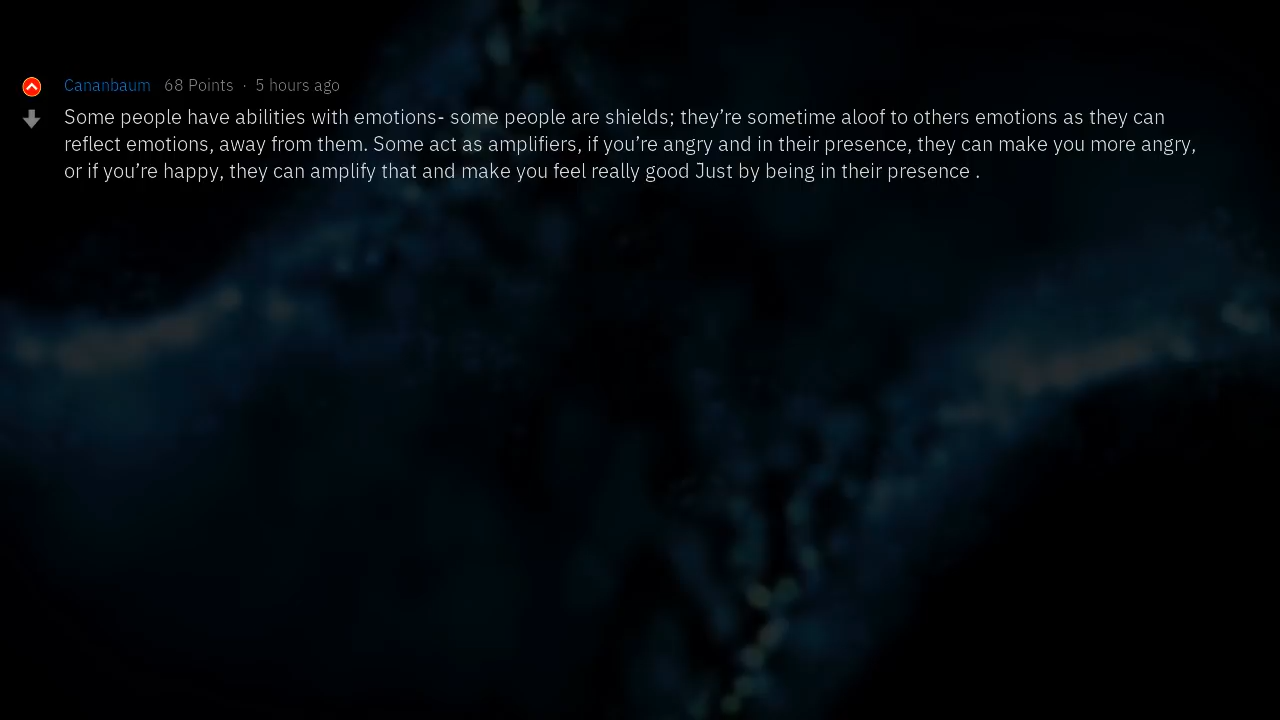 Cananbaum 68 Points · 5 hours ago
Some people have abilities with emotions- some people are shields; they’re sometime aloof to others emotions as they can
reflect emotions, away from them. Some act as amplifiers, if you’re angry and in their presence, they can make you more angry,
or if you’re happy, they can amplify that and make you feel really good Just by being in their presence .